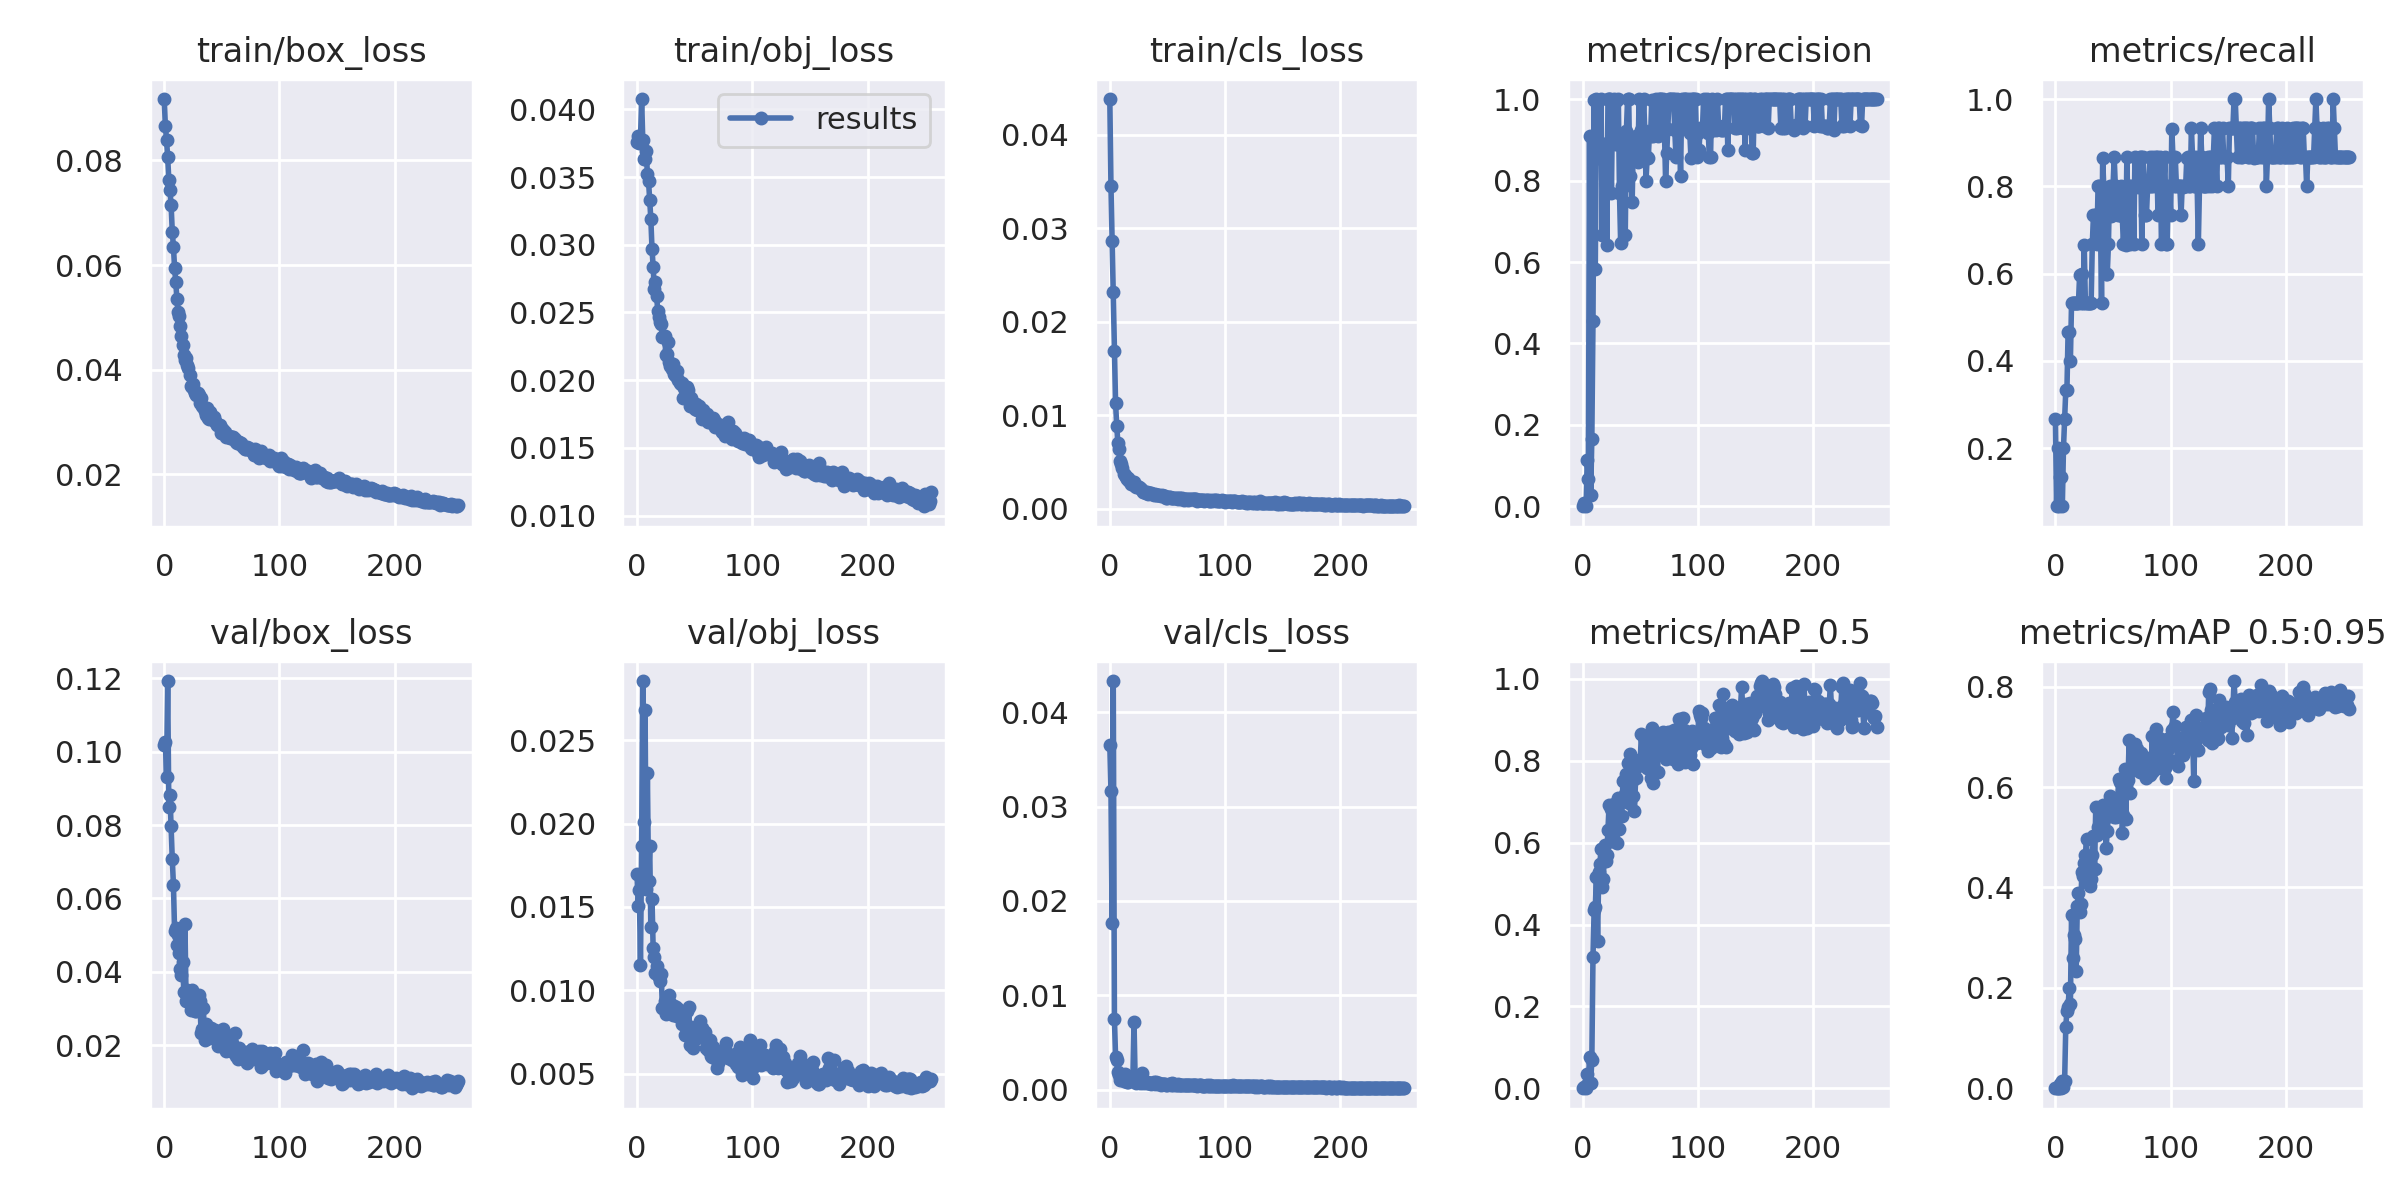 train/box_loss
0.08
0.06
0.04
0.02
0 100 200
train/obj_loss
results
0.040
0.035
0.030
0.025
0.020
0.015
0.010
0 100 200
train/cls_loss
0.04
0.03
0.02
0.01
0.00
0 100 200
metrics/precision
1.0
0.8
0.6
0.4
0.2
0.0
0 100 200
metrics/recall
1.0
0.8
0.6
0.4
0.2
0 100 200
val/box_loss
0.12
0.10
0.08
0.06
0.04
0.02
0 100 200
val/obj_loss
0.025
0.020
0.015
0.010
0.005
0 100 200
val/cls_loss
0.04
0.03
0.02
0.01
0.00
0 100 200
metrics/mAP_0.5
1.0
0.8
0.6
0.4
0.2
0.0
0 100 200
metrics/mAP_0.5:0.95
0.8
0.6
0.4
0.2
0.0
0 100 200